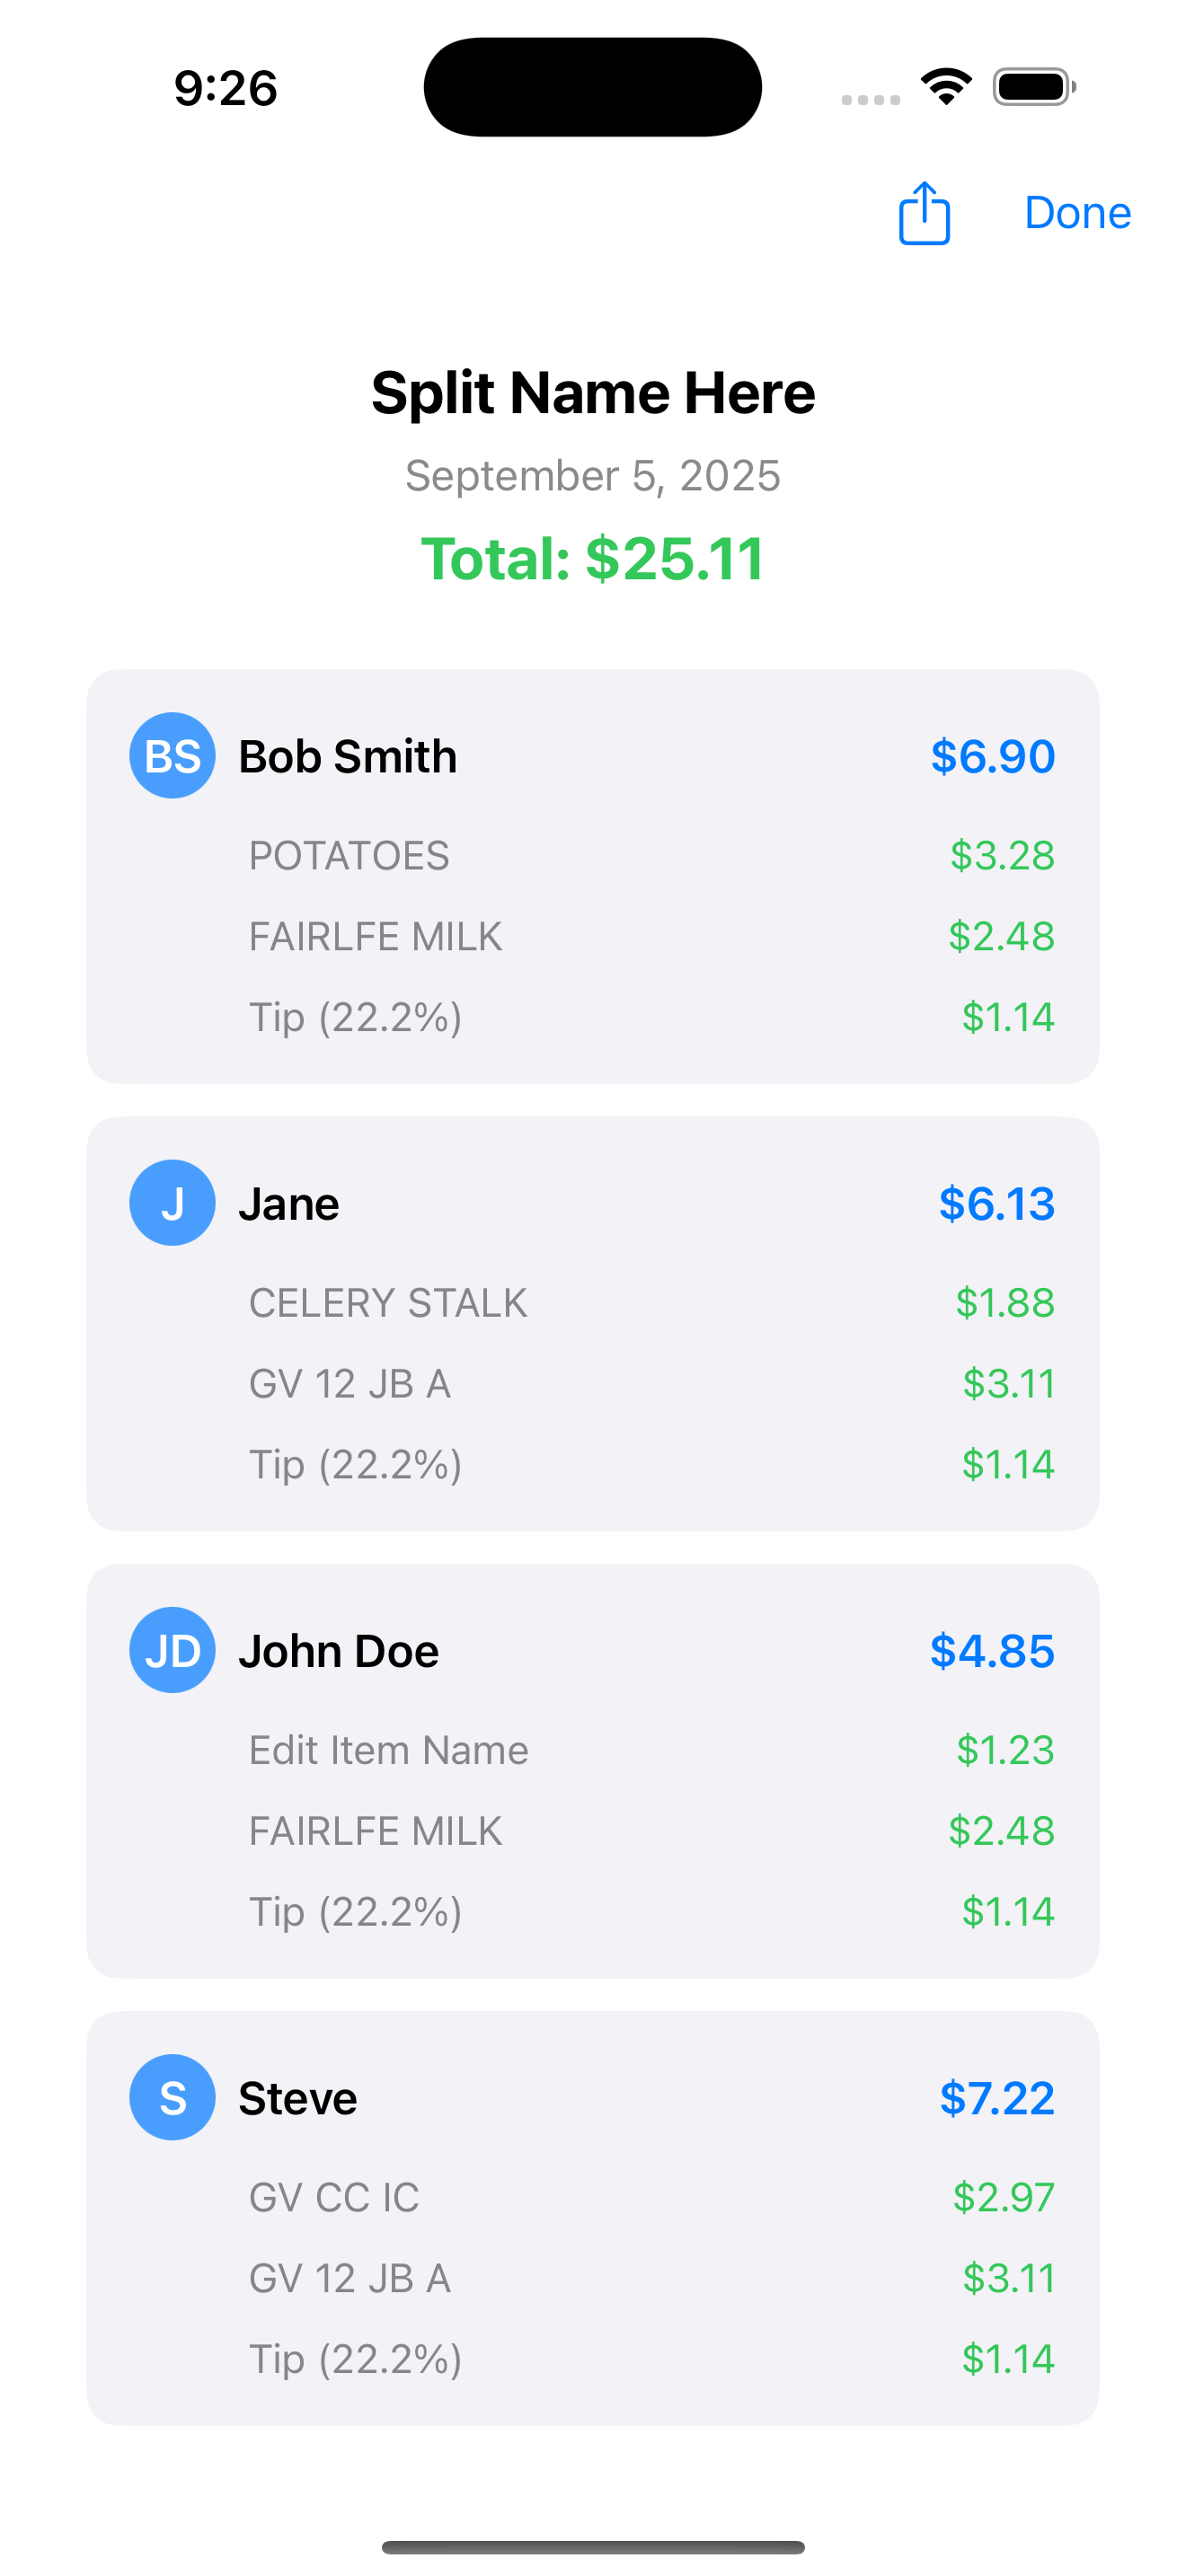 9:26
Done
Split Name Here
September 5, 2025
Total: $25.11
BS Bob Smith $6.90
POTATOES $3.28
FAIRLFE MILK $2.48
Tip (22.2%) $1.14
J Jane $6.13
CELERY STALK $1.88
GV 12 JB A $3.11
Tip (22.2%) $1.14
JD John Doe $4.85
Edit Item Name $1.23
FAIRLFE MILK $2.48
Tip (22.2%) $1.14
S Steve $7.22
GV CC IC $2.97
GV 12 JB A $3.11
Tip (22.2%) $1.14